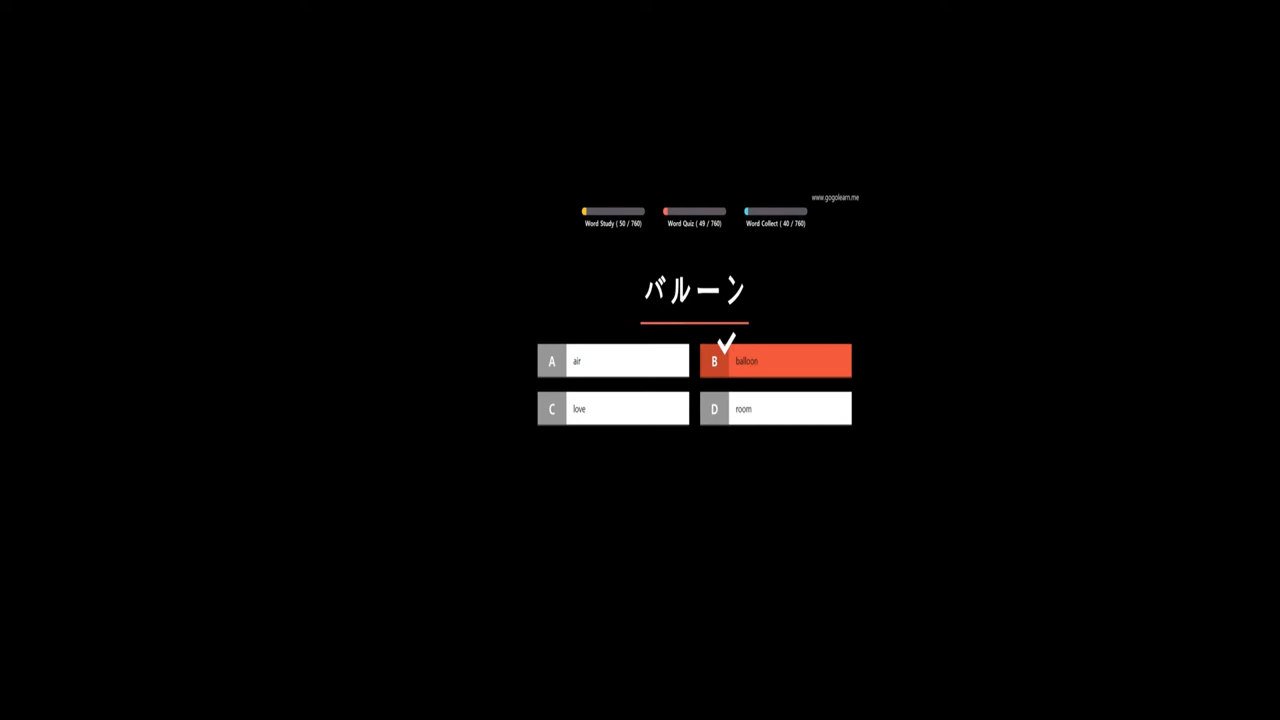 www.gogolearn.me
Word Study ( 50 / 760)
Word Quiz ( 49 / 760)
Word Collect ( 40 / 760)
バルーン
A air
B balloon
C love
D room